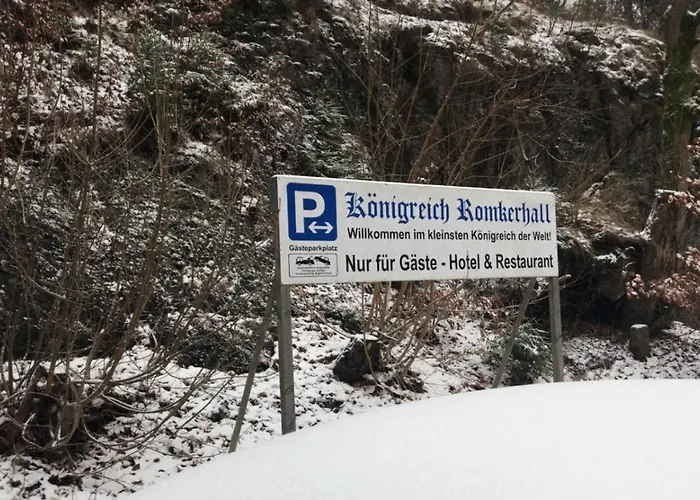 P
Königreich Romkerhall
Willkommen im kleinsten Königreich der Welt!
Gästeparkplatz
Nur für Gäste - Hotel & Restaurant